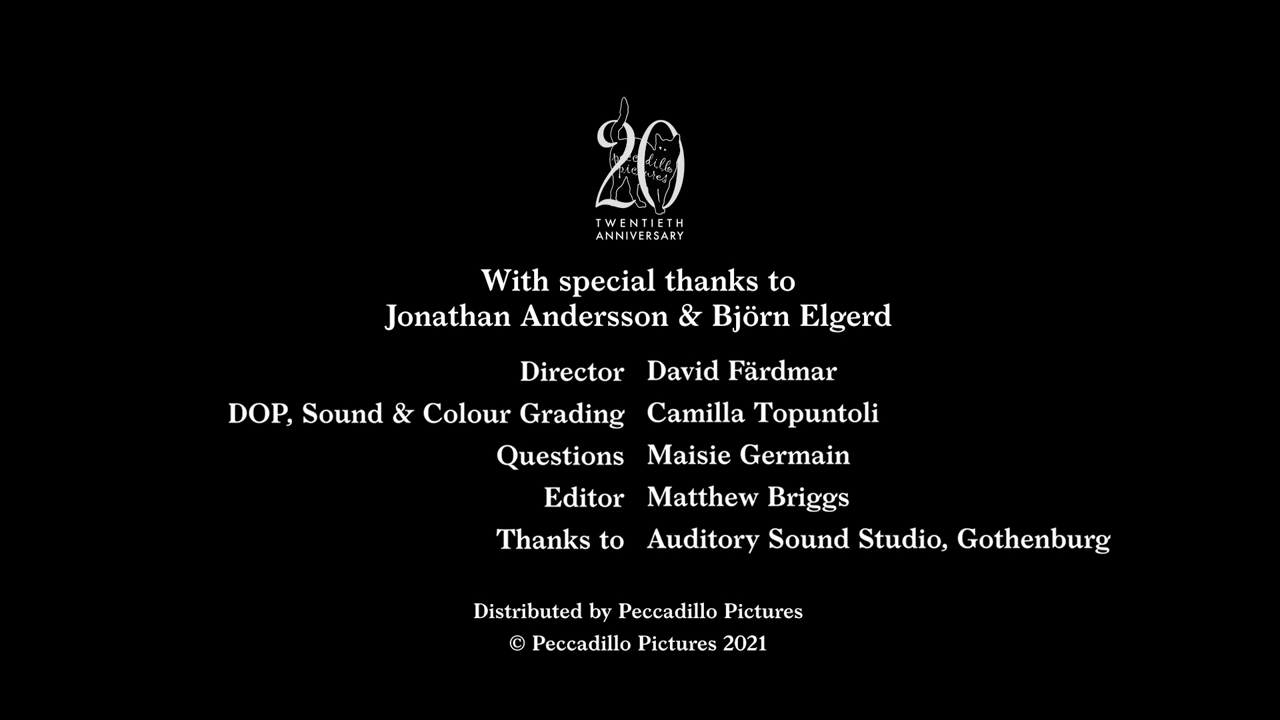 20
peccadillo
pictures
TWENTIETH
ANNIVERSARY
With special thanks to
Jonathan Andersson & Björn Elgerd
Director David Färdmar
DOP, Sound & Colour Grading Camilla Topuntoli
Questions Maisie Germain
Editor Matthew Briggs
Thanks to Auditory Sound Studio, Gothenburg
Distributed by Peccadillo Pictures
© Peccadillo Pictures 2021